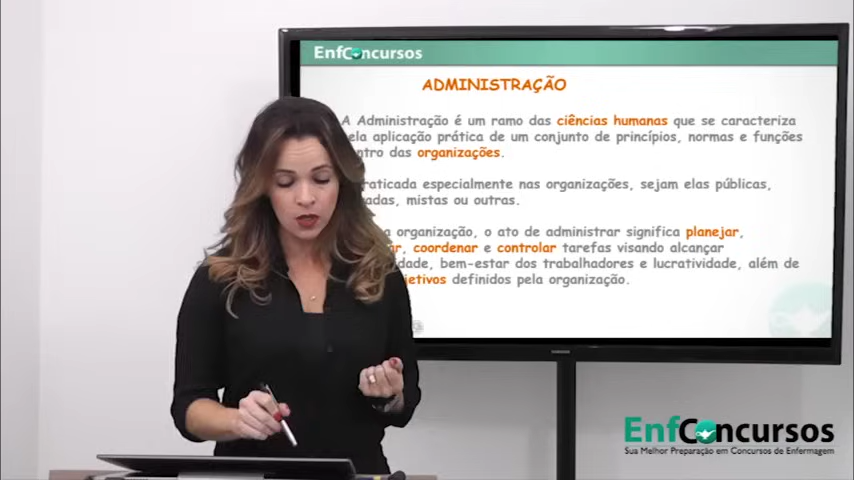 EnfConcursos
ADMINISTRAÇÃO
A Administração é um ramo das ciências humanas que se caracteriza
ela aplicação prática de um conjunto de princípios, normas e funções
ntro das organizações.
raticada especialmente nas organizações, sejam elas públicas,
adas, mistas ou outras.
a organização, o ato de administrar significa planejar,
ar, coordenar e controlar tarefas visando alcançar
dade, bem-estar dos trabalhadores e lucratividade, além de
jetivos definidos pela organização.
EnfConcursos
Sua Melhor Preparação em Concursos de Enfermagem